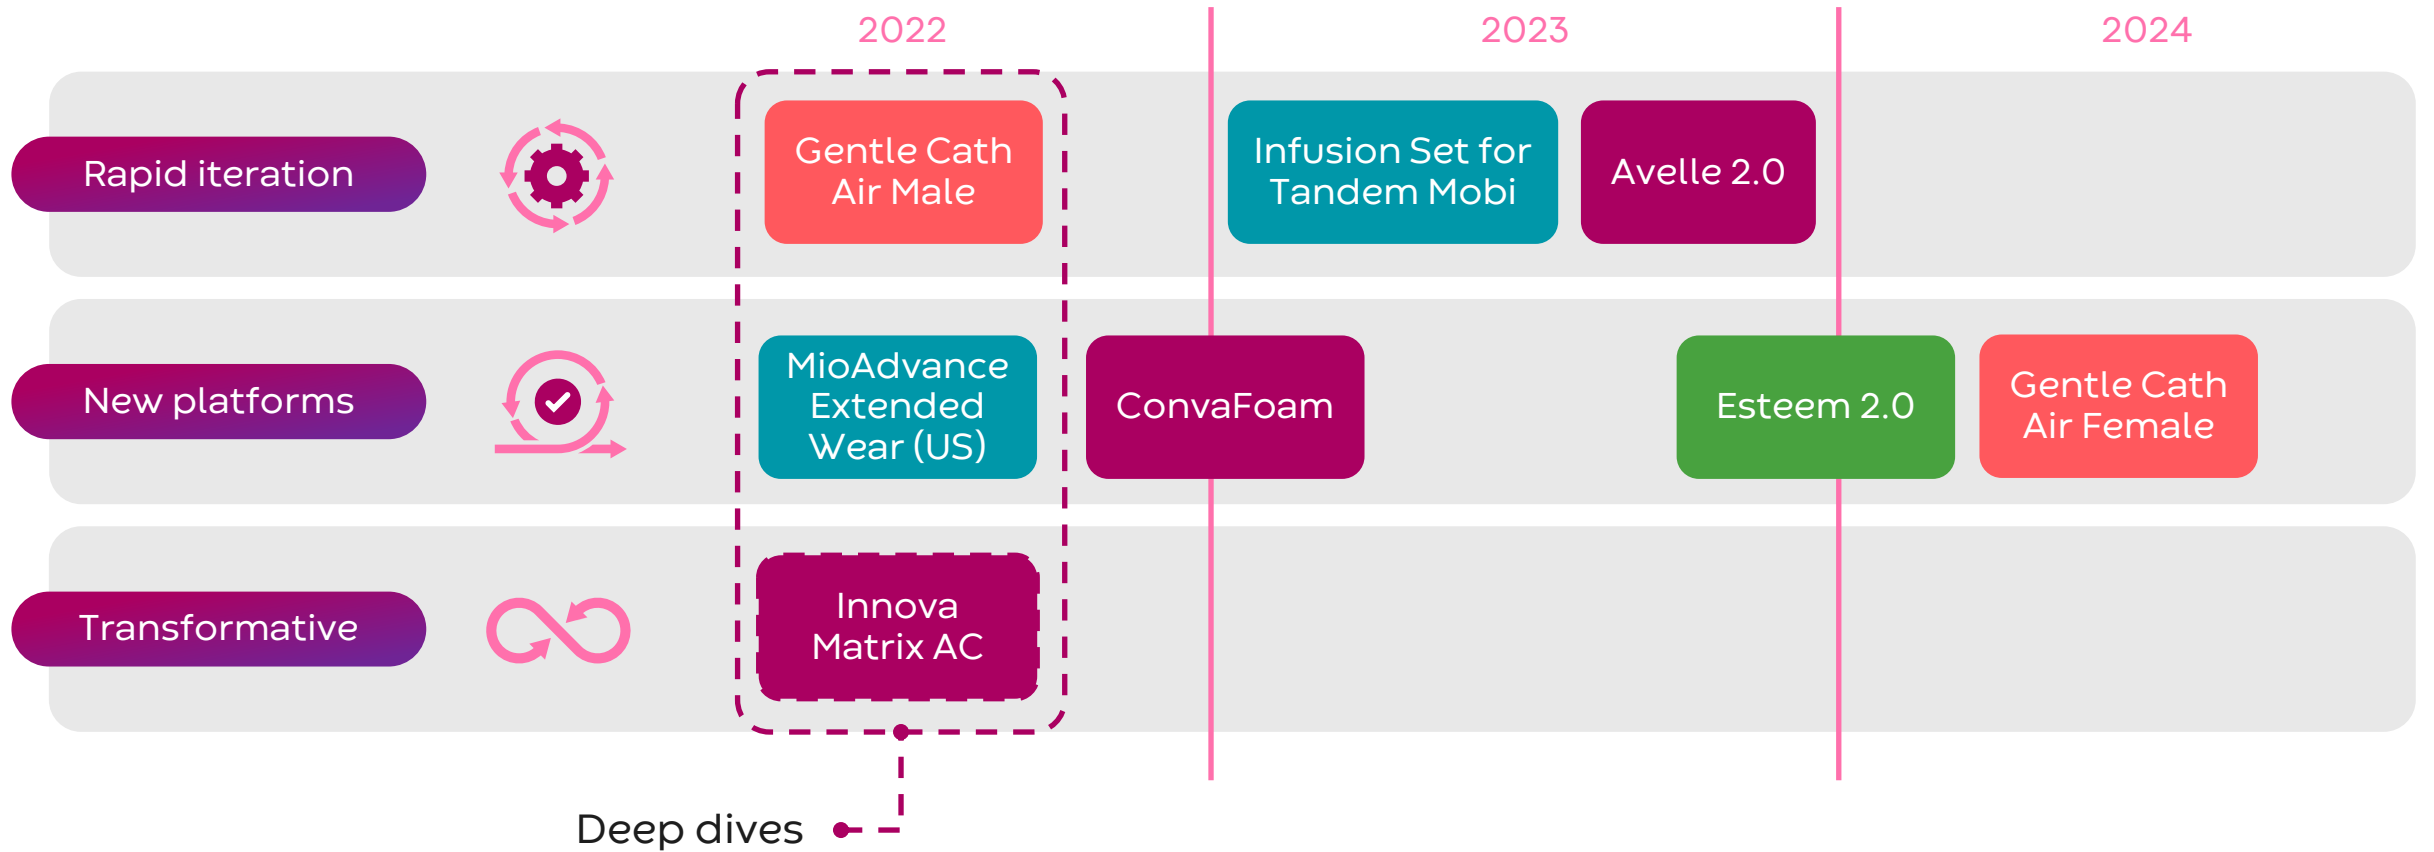 2022
2023
2024
Rapid iteration
Gentle Cath
Air Male
Infusion Set for
Tandem Mobi
Avelle 2.0
New platforms
MioAdvance
Extended
Wear (US)
ConvaFoam
Esteem 2.0
Gentle Cath
Air Female
Transformative
Innova
Matrix AC
Deep dives